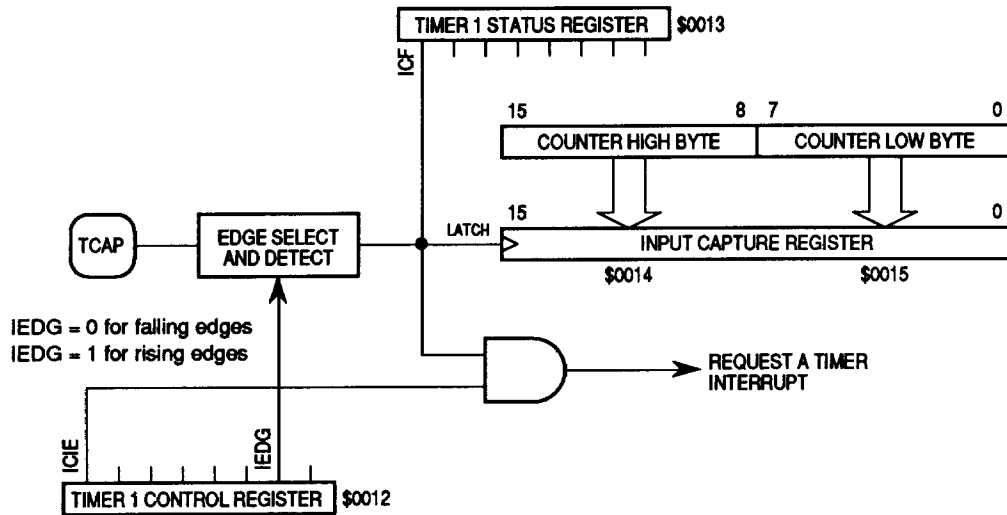 TIMER 1 STATUS REGISTER $0013
ICF
15 8 7 0
COUNTER HIGH BYTE COUNTER LOW BYTE
15 0
TCAP
EDGE SELECT
AND DETECT
LATCH
INPUT CAPTURE REGISTER
$0014 $0015
IEDG = 0 for falling edges
IEDG = 1 for rising edges
REQUEST A TIMER
INTERRUPT
ICIE
IEDG
TIMER 1 CONTROL REGISTER $0012